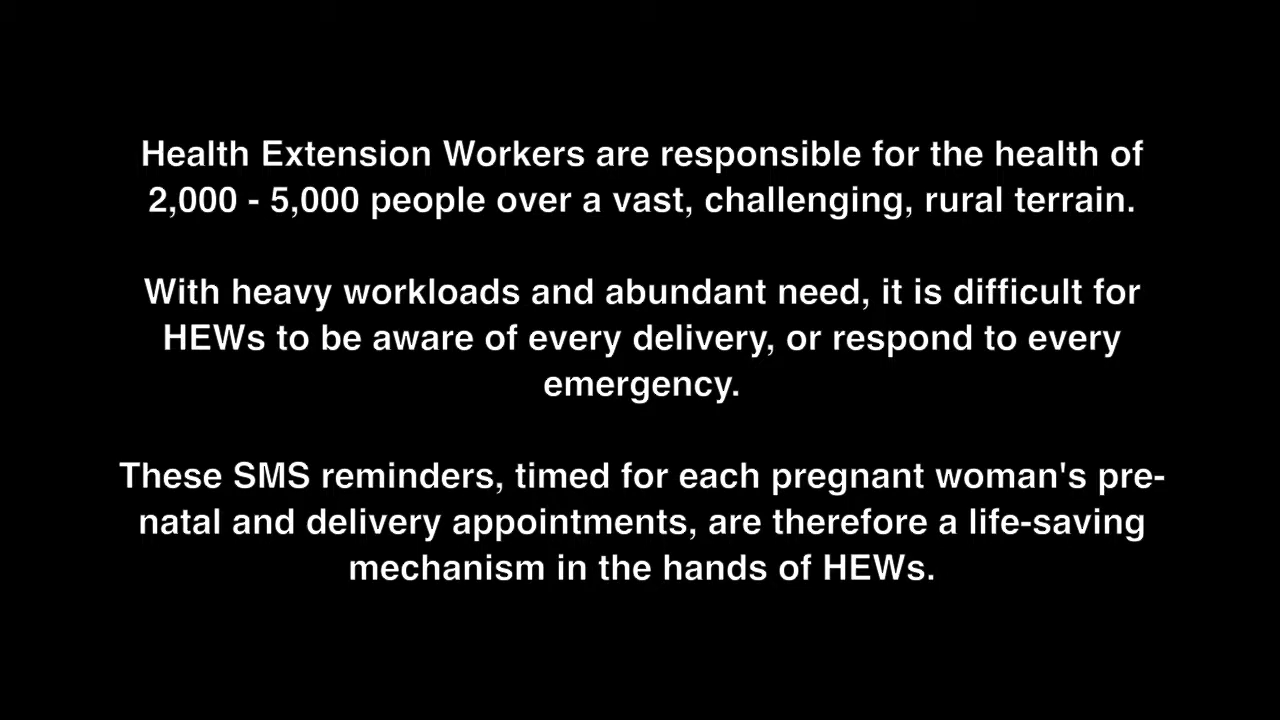 Health Extension Workers are responsible for the health of
2,000 - 5,000 people over a vast, challenging, rural terrain.
With heavy workloads and abundant need, it is difficult for
HEWs to be aware of every delivery, or respond to every
emergency.
These SMS reminders, timed for each pregnant woman's pre-
natal and delivery appointments, are therefore a life-saving
mechanism in the hands of HEWs.